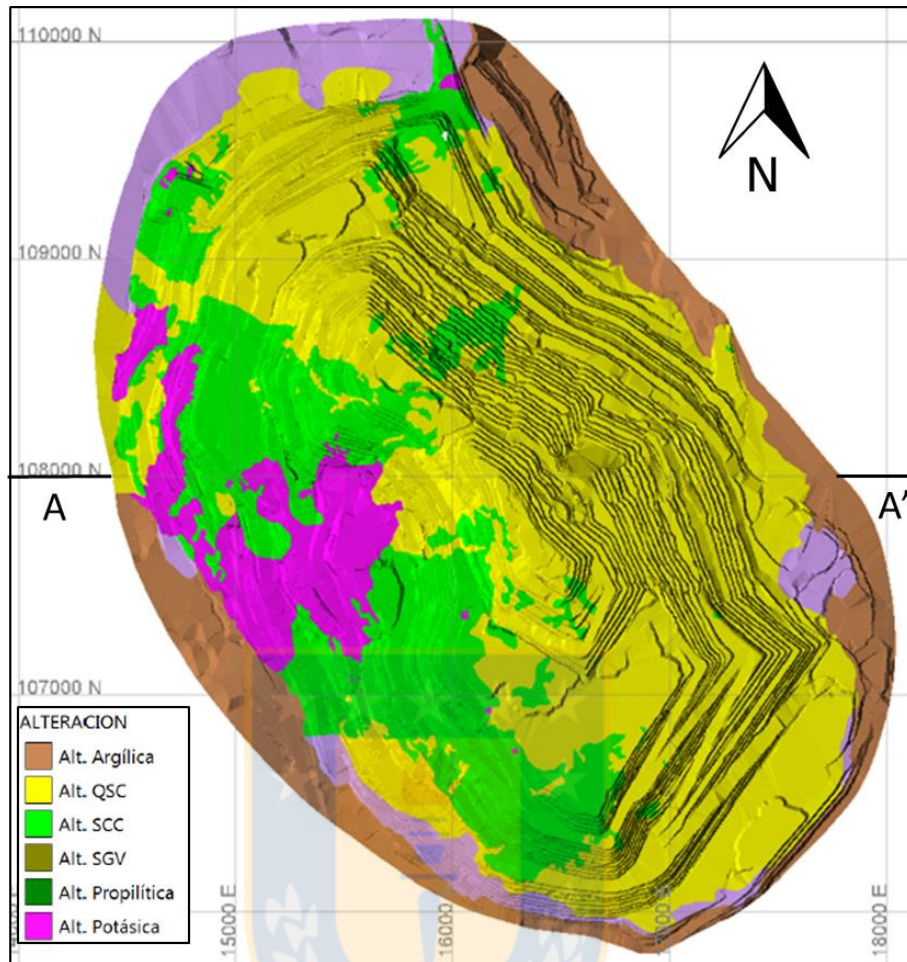 110000 N
N
109000 N
108000 N
A
A'
107000 N
ALTERACION
Alt. Argílica
Alt. QSC
Alt. SCC
Alt. SGV
Alt. Propilítica
Alt. Potásica
15000 E
16000 E
18000 E